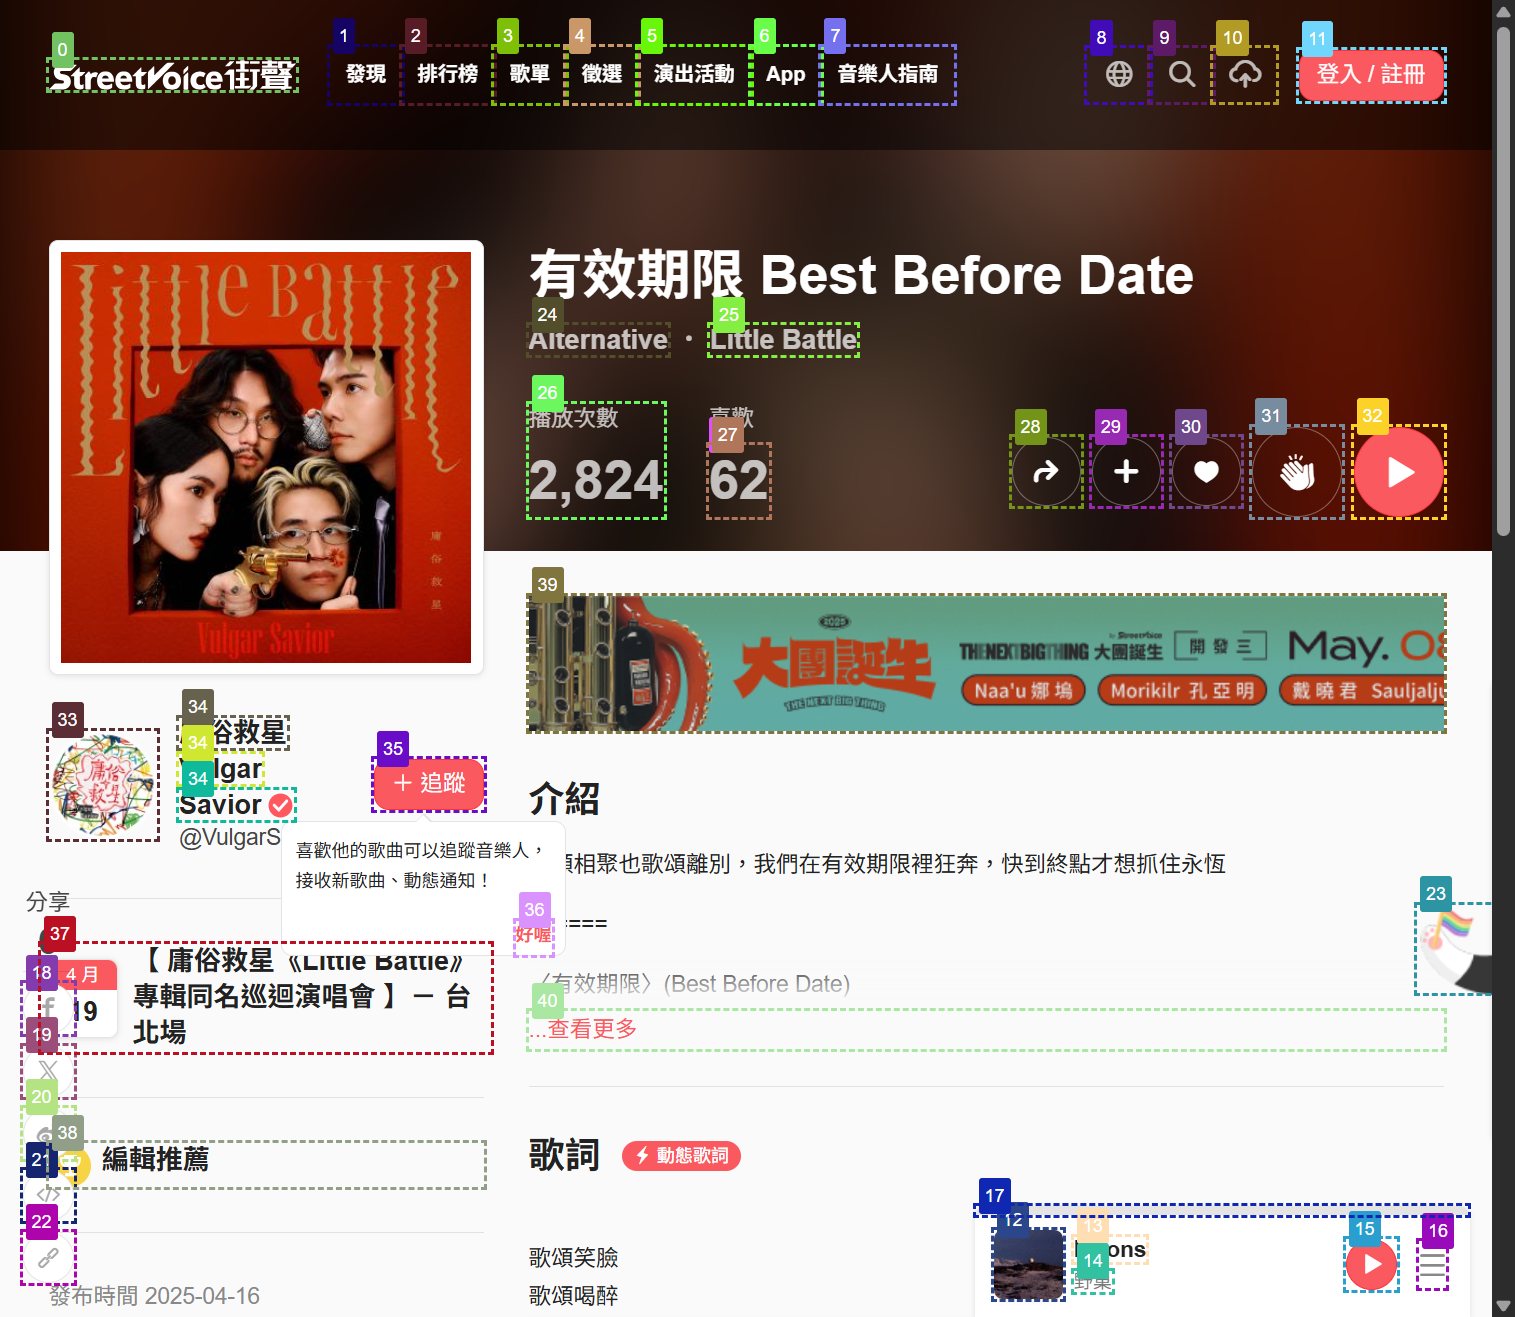 StreetVoice街聲
發現
排行榜
歌單
徵選
演出活動
App
音樂人指南
登入 / 註冊
0
1
2
3
4
5
6
7
8
9
10
11
Little Battle
庸俗救星
Vulgar Savior
有效期限 Best Before Date
24
25
Alternative · Little Battle
26
27
播放次數
喜歡
2,824
62
28
29
30
31
32
39
2025
大團誕生
THE NEXT BIG THING
by StreetVoice
THENEXTBIGTHING 大團誕生
開發三
May. 08
Naa'u 娜塢
Morikilr 孔亞明
戴曉君 Sauljalju
33
34
34
34
俗救星
lgar
Savior
@VulgarS
35
追蹤
喜歡他的歌曲可以追蹤音樂人，
接收新歌曲、動態通知！
36
好喔
介紹
相聚也歌頌離別，我們在有效期限裡狂奔，快到終點才想抓住永恆
====
〈有效期限〉(Best Before Date)
40
...查看更多
23
分享
37
18
19
20
21
22
4 月
19
【 庸俗救星《Little Battle》
專輯同名巡迴演唱會 】－ 台
北場
38
編輯推薦
發布時間 2025-04-16
歌詞
動態歌詞
歌頌笑臉
歌頌喝醉
17
12
13
14
15
16
ons
野菓